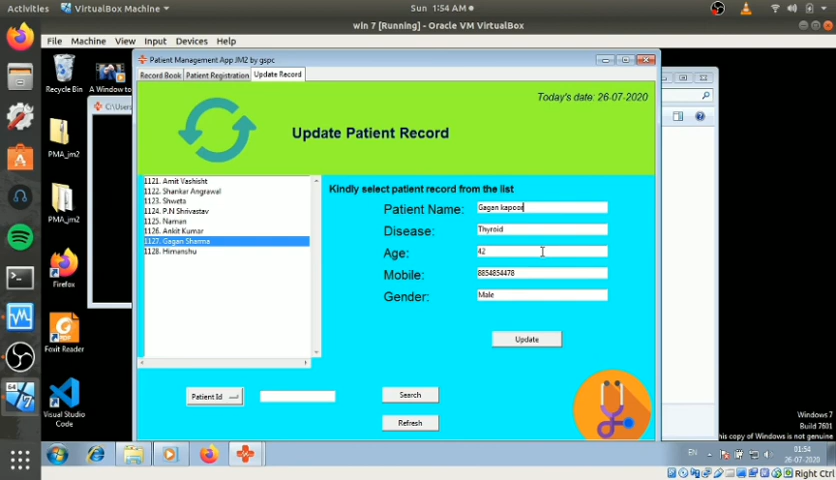 Activities VirtualBox Machine Sun 1:54 AM
win 7 [Running] - Oracle VM VirtualBox
File Machine View Input Devices Help
Recycle Bin
A Window to
PMA_jm2
PMA_jm2
Firefox
Foxit Reader
Visual Studio
Code
C:\Users
Patient Management App JM2 by gspc
Record Book Patient Registration Update Record
Today's date: 26-07-2020
Update Patient Record
1121. Amit Vashisht
1122. Shankar Angrawal
1123. Shweta
1124. P.N Shrivastav
1125. Naman
1126. Ankit Kumar
1127. Gagan Sharma
1128. Himanshu
Kindly select patient record from the list
Patient Name: Gagan kapoor
Disease: Thyroid
Age: 42
Mobile: 8854854478
Gender: Male
Update
Patient Id
Search
Refresh
Windows 7
Build 7601
this copy of Windows is not genuine
EN
01:54
26-07-2020
Right Ctrl